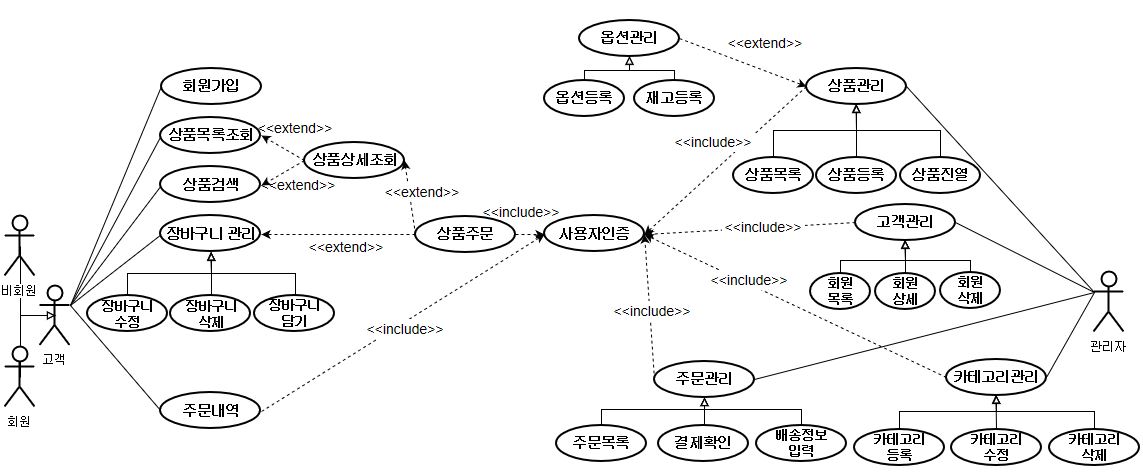 옵션관리
<<extend>>
옵션등록
재고등록
상품관리
<<include>>
상품목록
상품등록
상품진열
회원가입
상품목록조회
<<extend>>
상품상세조회
상품검색
<<extend>>
<<extend>>
장바구니 관리
<<extend>>
상품주문
<<include>>
사용자인증
장바구니
수정
장바구니
삭제
장바구니
담기
<<include>>
주문내역
비회원
고객
회원
고객관리
<<include>>
회원
목록
회원
상세
회원
삭제
<<include>>
<<include>>
관리자
주문관리
주문목록
결제확인
배송정보
입력
카테고리관리
카테고리
등록
카테고리
수정
카테고리
삭제